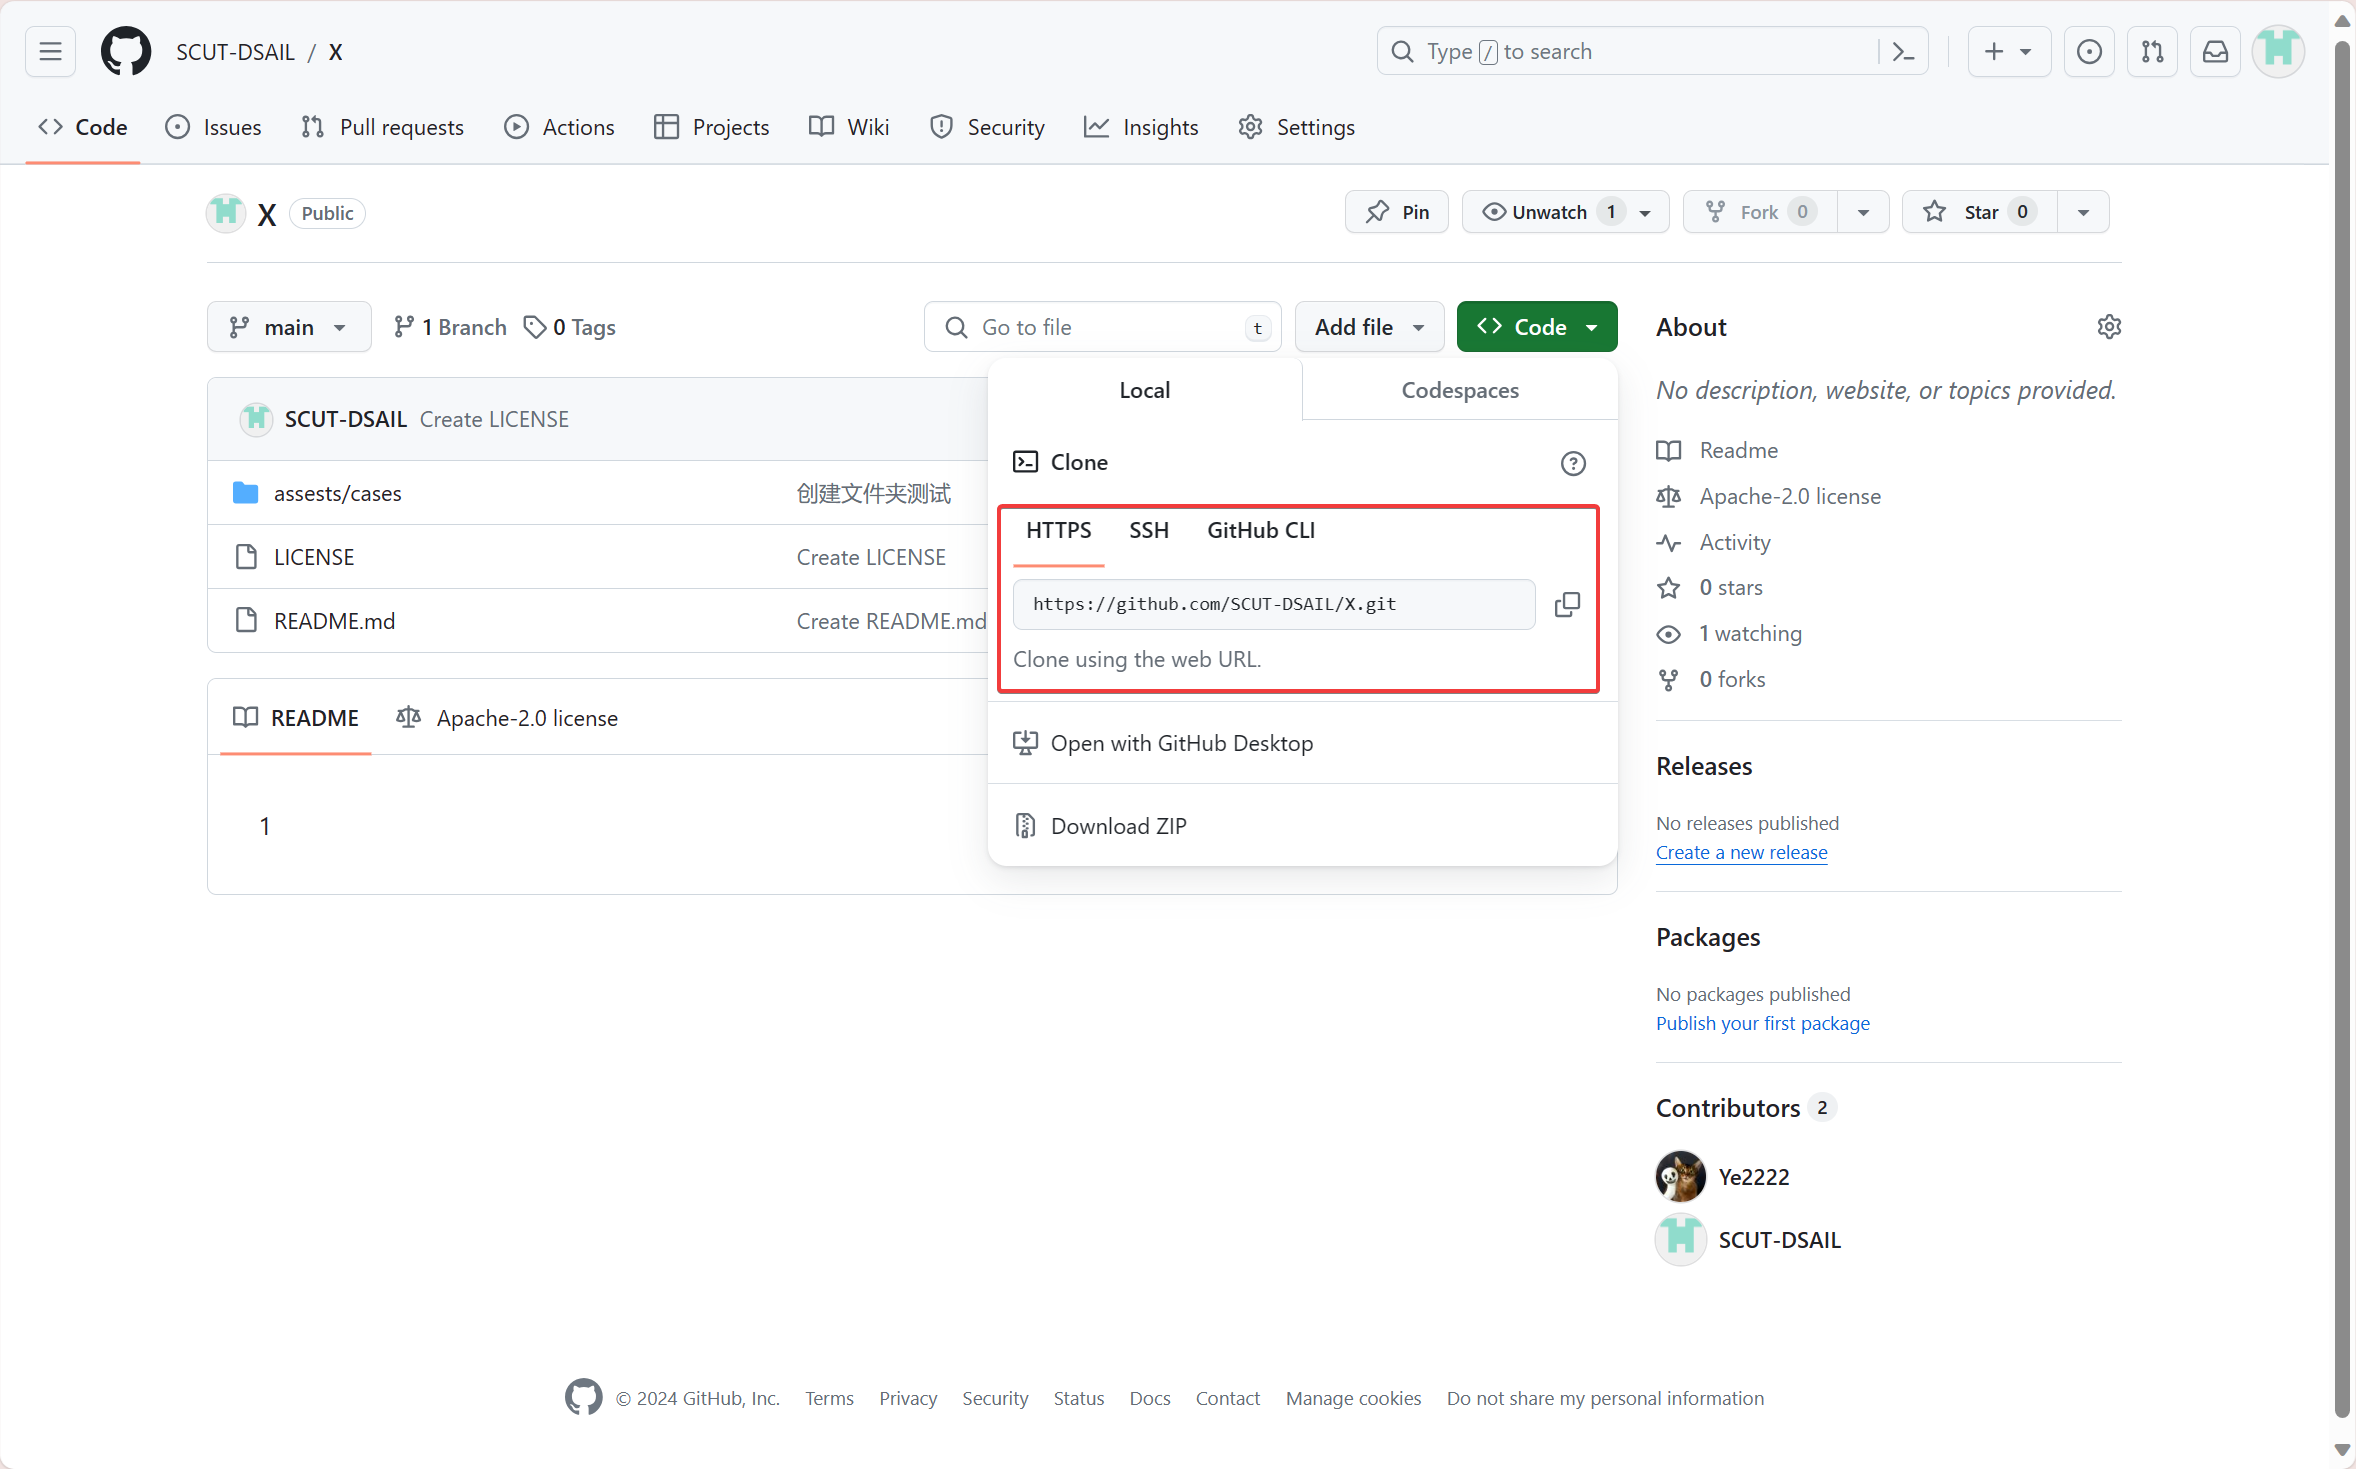 SCUT-DSAIL / X
Type / to search
Code
Issues
Pull requests
Actions
Projects
Wiki
Security
Insights
Settings
X Public
Pin
Unwatch 1
Fork 0
Star 0
main
1 Branch
0 Tags
Go to file t
Add file
Code
SCUT-DSAIL Create LICENSE
assests/cases 创建文件夹测试
LICENSE Create LICENSE
README.md Create README.md
README
Apache-2.0 license
1
Local
Codespaces
Clone
HTTPS SSH GitHub CLI
https://github.com/SCUT-DSAIL/X.git
Clone using the web URL.
Open with GitHub Desktop
Download ZIP
About
No description, website, or topics provided.
Readme
Apache-2.0 license
Activity
0 stars
1 watching
0 forks
Releases
No releases published
Create a new release
Packages
No packages published
Publish your first package
Contributors 2
Ye2222
SCUT-DSAIL
© 2024 GitHub, Inc. Terms Privacy Security Status Docs Contact Manage cookies Do not share my personal information